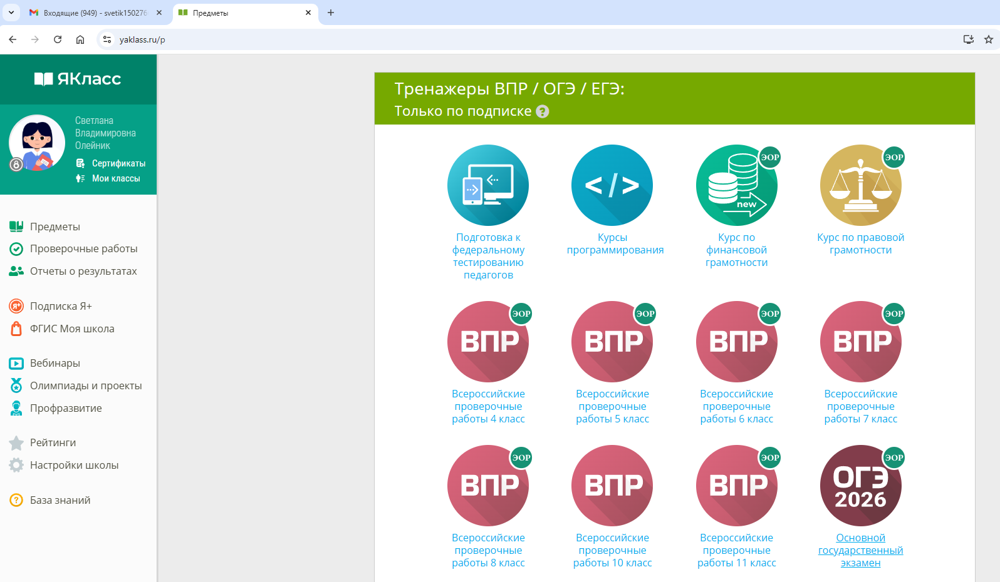 Входящие (949) - svetik150276
Предметы
yaklass.ru/p
ЯКласс
Светлана
Владимировна
Олейник
Сертификаты
Мои классы
Предметы
Проверочные работы
Отчеты о результатах
Я+
Подписка Я+
ФГИС Моя школа
Вебинары
Олимпиады и проекты
Профразвитие
Рейтинги
Настройки школы
?
База знаний
Тренажеры ВПР / ОГЭ / ЕГЭ:
Только по подписке ?
Подготовка к
федеральному
тестированию
педагогов
</>
Курсы
программирования
ЭОР
new
Курс по
финансовой
грамотности
ЭОР
Курс по правовой
грамотности
ЭОР
ВПР
Всероссийские
проверочные
работы 4 класс
ЭОР
ВПР
Всероссийские
проверочные
работы 5 класс
ЭОР
ВПР
Всероссийские
проверочные
работы 6 класс
ЭОР
ВПР
Всероссийские
проверочные
работы 7 класс
ЭОР
ВПР
Всероссийские
проверочные
работы 8 класс
ВПР
Всероссийские
проверочные
работы 10 класс
ЭОР
ВПР
Всероссийские
проверочные
работы 11 класс
ЭОР
ОГЭ
2026
Основной
государственный
экзамен